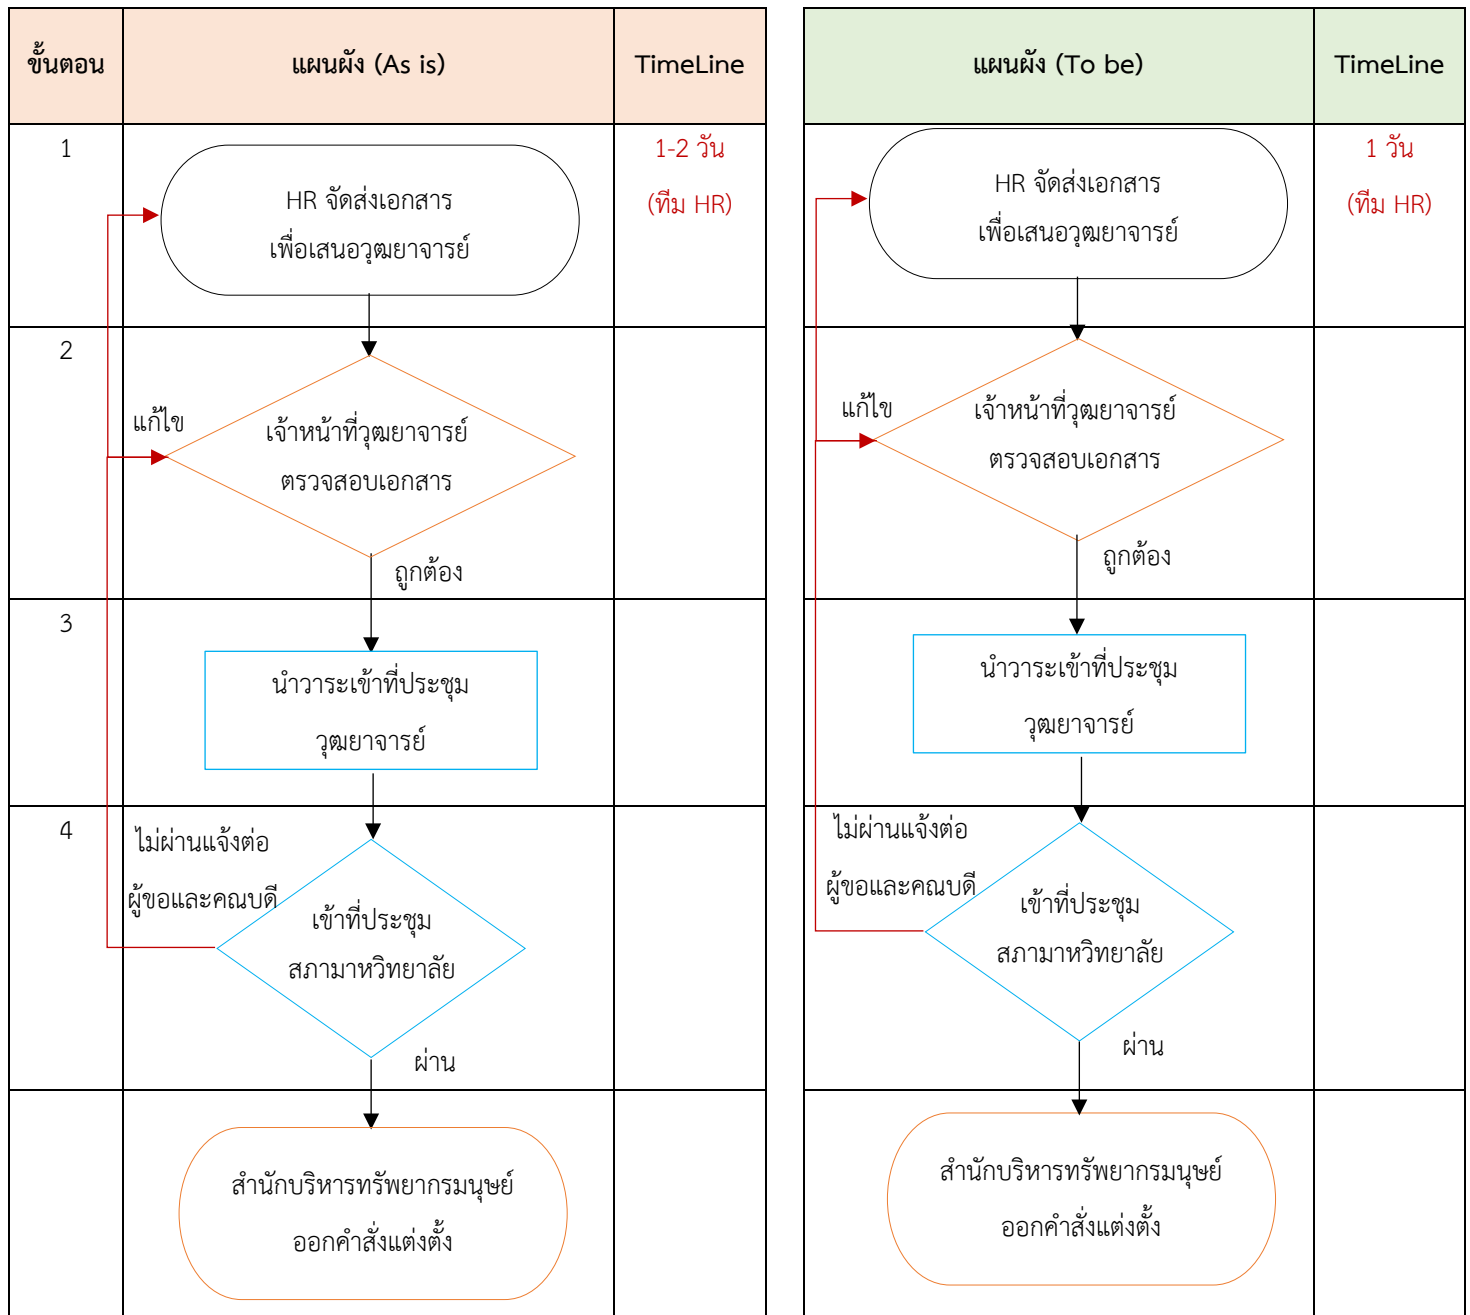 ขั้นตอน
แผนผัง (As is)
TimeLine
1
HR จัดส่งเอกสาร
เพื่อเสนอวุฒยาจารย์
1-2 วัน
(ทีม HR)
2
แก้ไข
เจ้าหน้าที่วุฒยาจารย์
ตรวจสอบเอกสาร
ถูกต้อง
3
นำวาระเข้าที่ประชุม
วุฒยาจารย์
4
ไม่ผ่านแจ้งต่อ
ผู้ขอและคณบดี
เข้าที่ประชุม
สภามาหวิทยาลัย
ผ่าน
สำนักบริหารทรัพยากรมนุษย์
ออกคำสั่งแต่งตั้ง
แผนผัง (To be)
TimeLine
HR จัดส่งเอกสาร
เพื่อเสนอวุฒยาจารย์
1 วัน
(ทีม HR)
แก้ไข
เจ้าหน้าที่วุฒยาจารย์
ตรวจสอบเอกสาร
ถูกต้อง
นำวาระเข้าที่ประชุม
วุฒยาจารย์
ไม่ผ่านแจ้งต่อ
ผู้ขอและคณบดี
เข้าที่ประชุม
สภามาหวิทยาลัย
ผ่าน
สำนักบริหารทรัพยากรมนุษย์
ออกคำสั่งแต่งตั้ง